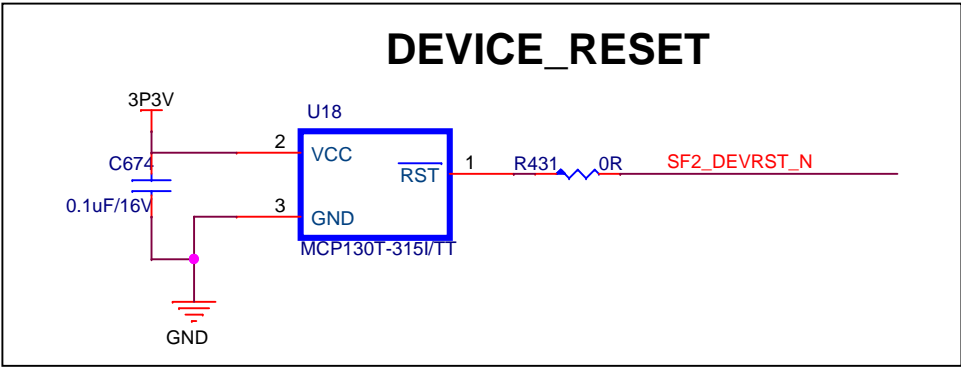 DEVICE_RESET
3P3V
U18
C674
2
VCC
1
R431
0R
SF2_DEVRST_N
RST
0.1uF/16V
3
GND
MCP130T-315I/TT
GND